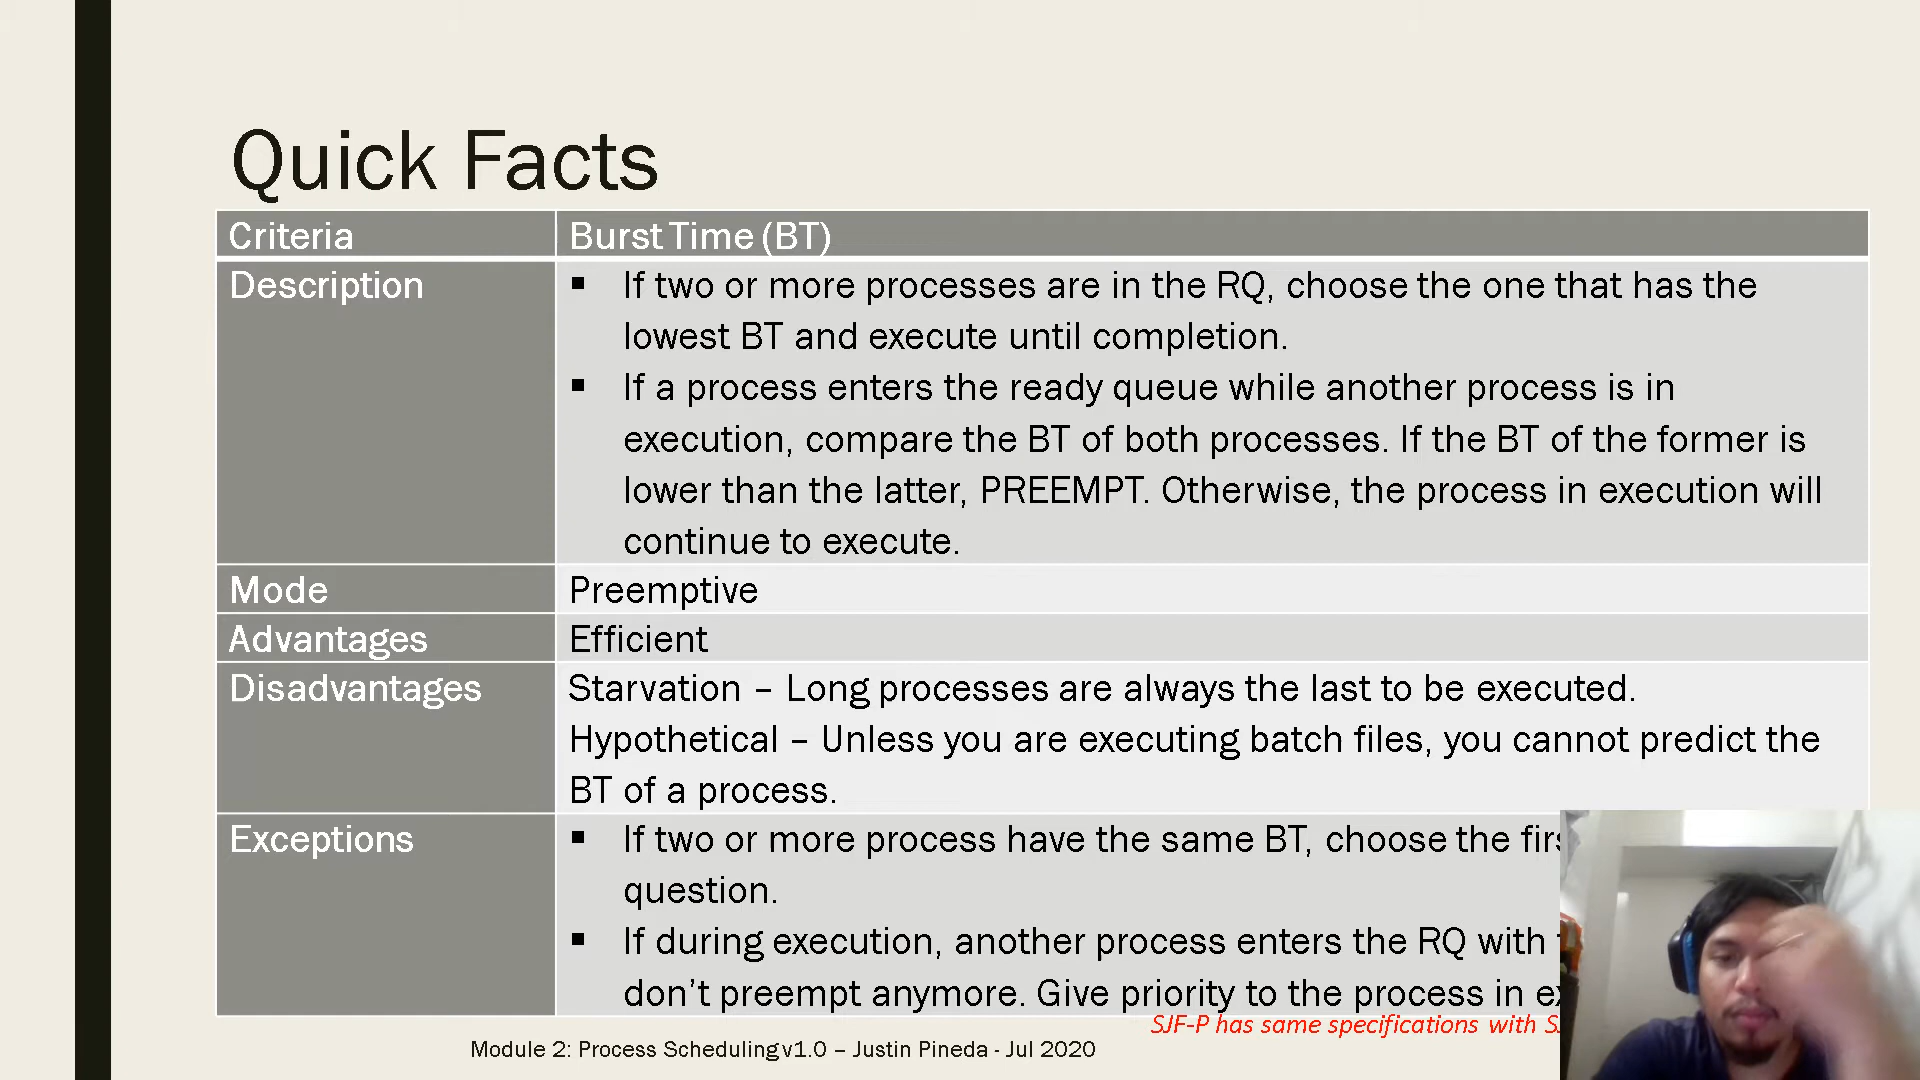 Quick Facts
Criteria
Burst Time (BT)
Description
▪ If two or more processes are in the RQ, choose the one that has the
lowest BT and execute until completion.
▪ If a process enters the ready queue while another process is in
execution, compare the BT of both processes. If the BT of the former is
lower than the latter, PREEMPT. Otherwise, the process in execution will
continue to execute.
Mode
Preemptive
Advantages
Efficient
Disadvantages
Starvation – Long processes are always the last to be executed.
Hypothetical – Unless you are executing batch files, you cannot predict the
BT of a process.
Exceptions
▪ If two or more process have the same BT, choose the
question.
▪ If during execution, another process enters the RQ with
don't preempt anymore. Give priority to the process in
SJF-P has same specifications with
Module 2: Process Scheduling v1.0 – Justin Pineda - Jul 2020